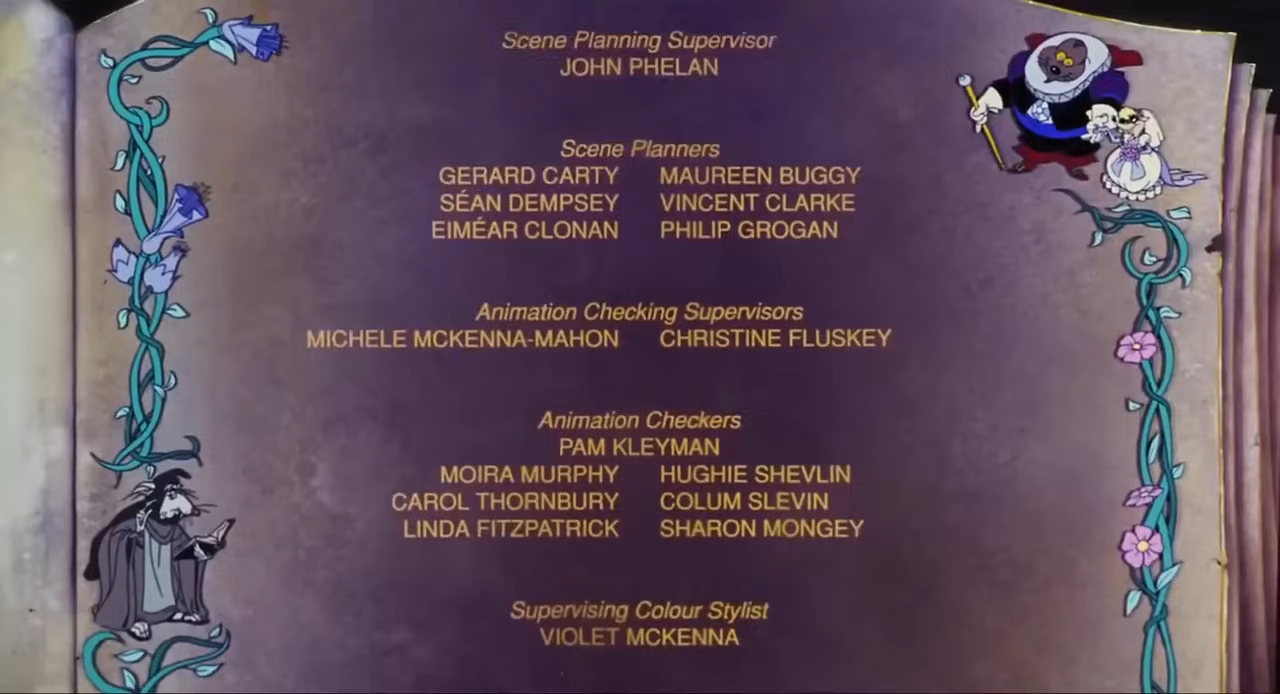 Scene Planning Supervisor
JOHN PHELAN
Scene Planners
GERARD CARTY MAUREEN BUGGY
SÉAN DEMPSEY VINCENT CLARKE
EIMÉAR CLONAN PHILIP GROGAN
Animation Checking Supervisors
MICHELE MCKENNA-MAHON CHRISTINE FLUSKEY
Animation Checkers
PAM KLEYMAN
MOIRA MURPHY HUGHIE SHEVLIN
CAROL THORNBURY COLUM SLEVIN
LINDA FITZPATRICK SHARON MONGEY
Supervising Colour Stylist
VIOLET MCKENNA